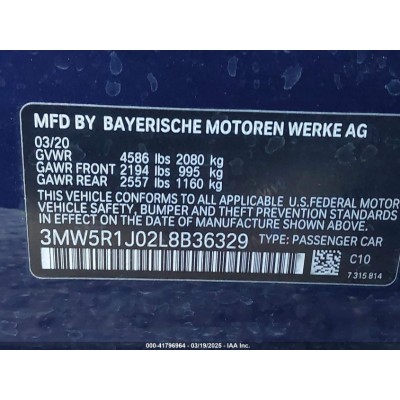 MFD BY BAYERISCHE MOTOREN WERKE AG
03/20
GVWR 4586 lbs 2080 kg
GAWR FRONT 2194 lbs 995 kg
GAWR REAR 2557 lbs 1160 kg
THIS VEHICLE CONFORMS TO ALL APPLICABLE U.S.FEDERAL MOTOR
VEHICLE SAFETY, BUMPER, AND THEFT PREVENTION STANDARDS
IN EFFECT ON THE DATE OF MANUFACTURE SHOWN ABOVE.
3MW5R1J02L8B36329 TYPE: PASSENGER CAR
C10
7 315 814
000-41796964 - 03/19/2025 - IAA Inc.